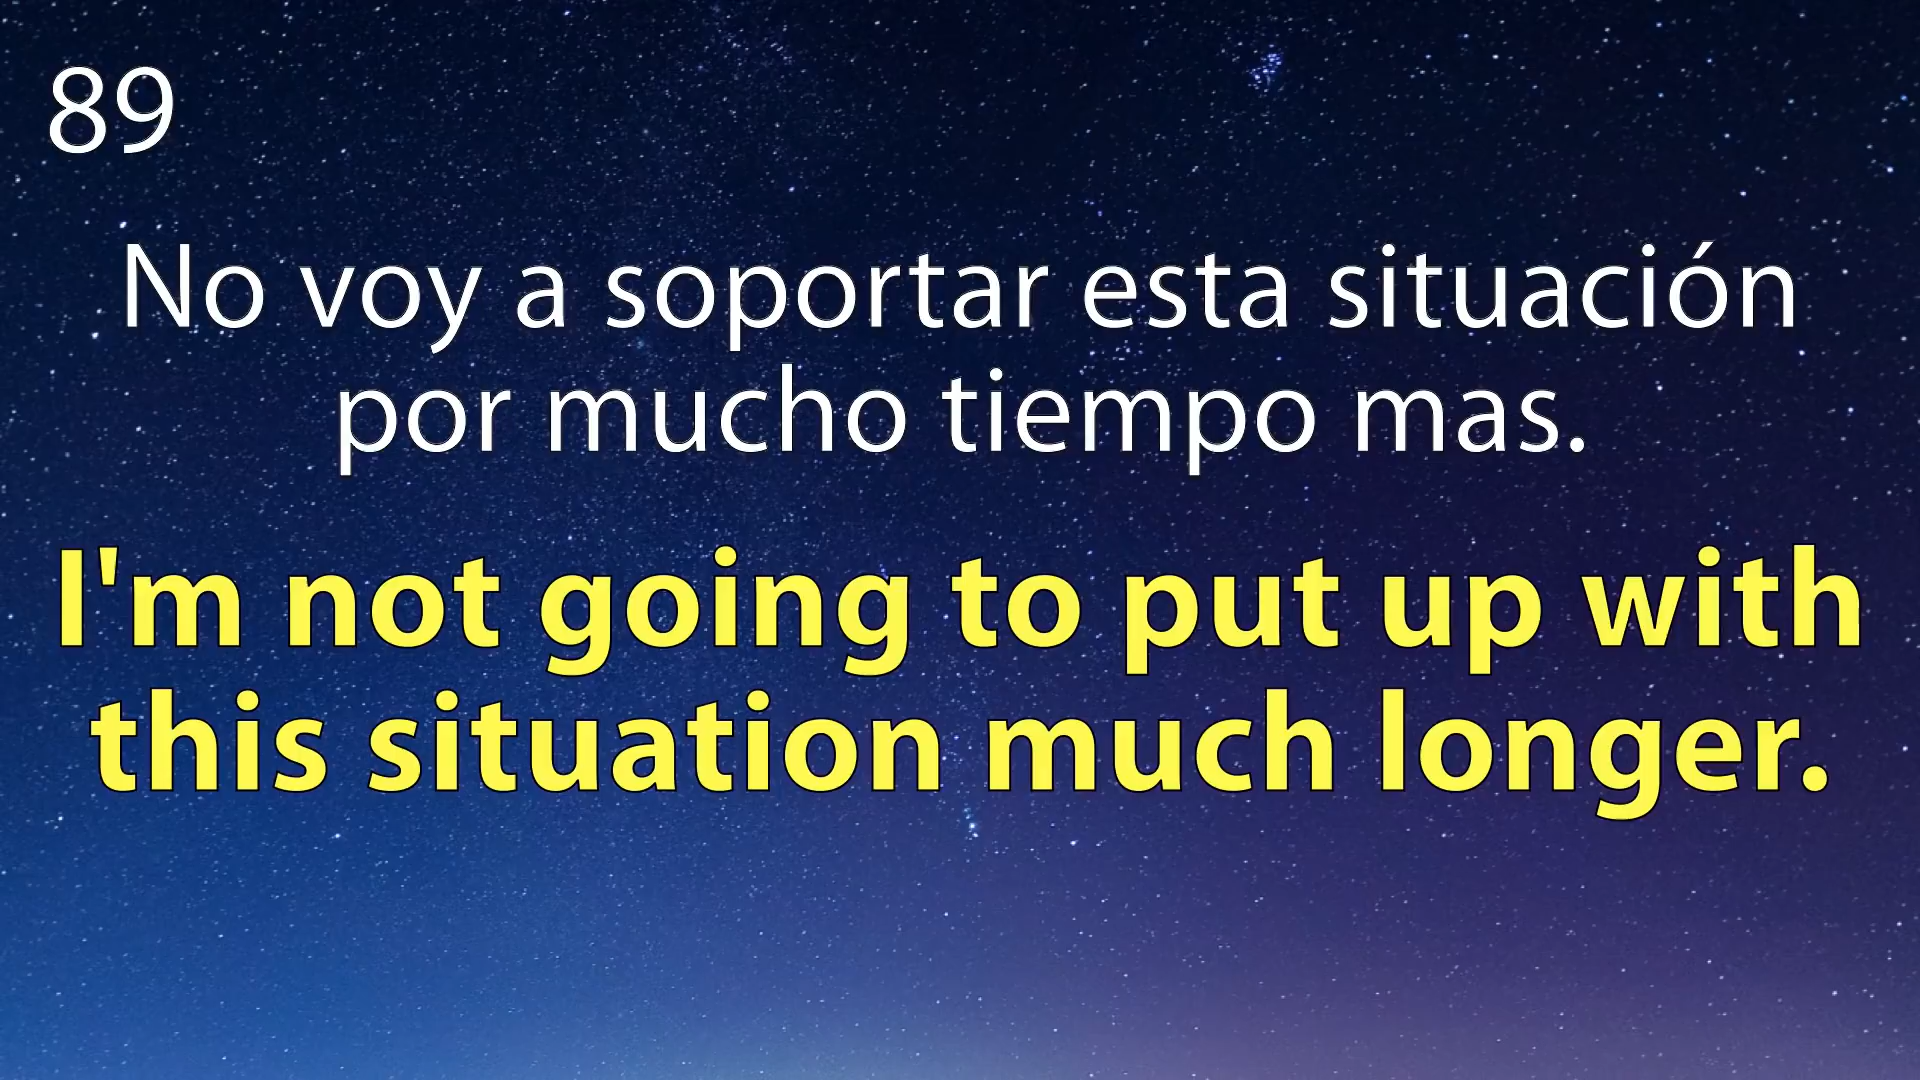 89
No voy a soportar esta situación
por mucho tiempo mas.
I'm not going to put up with
this situation much longer.